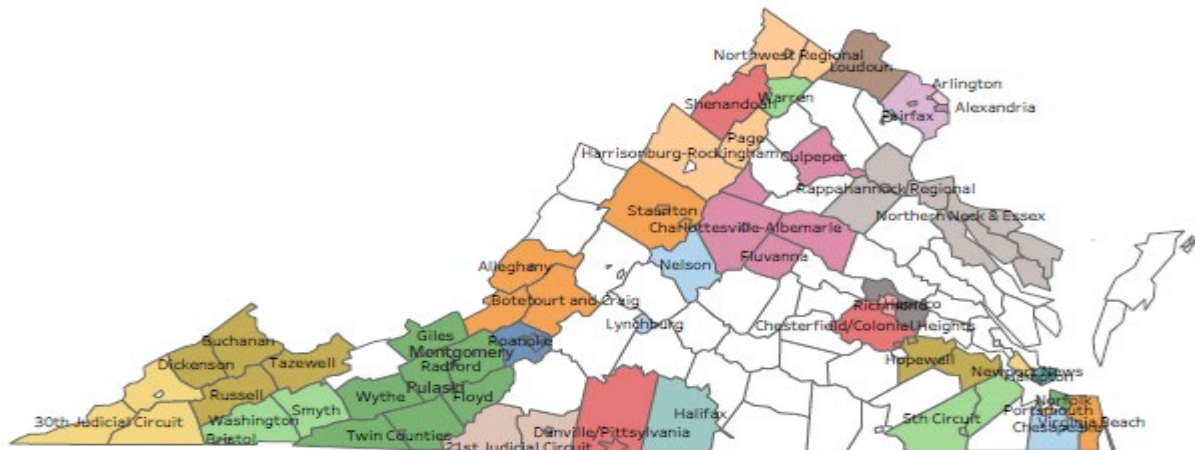 Northwest Regional
Loudoun
Arlington
Shenandoah
Warren
Alexandria
Fairfax
Page
Harrisonburg-Rockingham
Culpeper
Rappahannock Regional
Staunton
Northern Neck & Essex
Charlottesville-Albemarle
Fluvanna
Nelson
Alleghany
Botetourt and Craig
Richmond
Lynchburg
Chesterfield/Colonial Heights
Giles
Buchanan
Roanoke
Montgomery
Hopewell
Dickenson
Tazewell
Radford
Newport News
Pulaski
Russell
Wythe
Floyd
Norfolk
Smyth
Halifax
Portsmouth
30th Judicial Circuit
Washington
5th Circuit
Virginia Beach
Chesapeake
Twin Counties
Danville/Pittsylvania
Bristol
21st Judicial Circuit